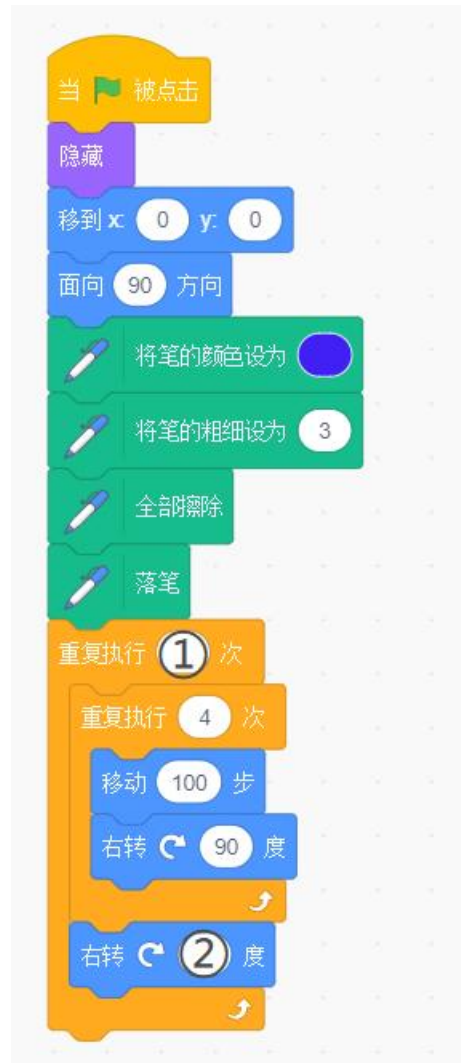 当 被点击
隐藏
移到 x: 0 y: 0
面向 90 方向
将笔的颜色设为
将笔的粗细设为 3
全部擦除
落笔
重复执行 ① 次
重复执行 4 次
移动 100 步
右转 90 度
右转 ② 度